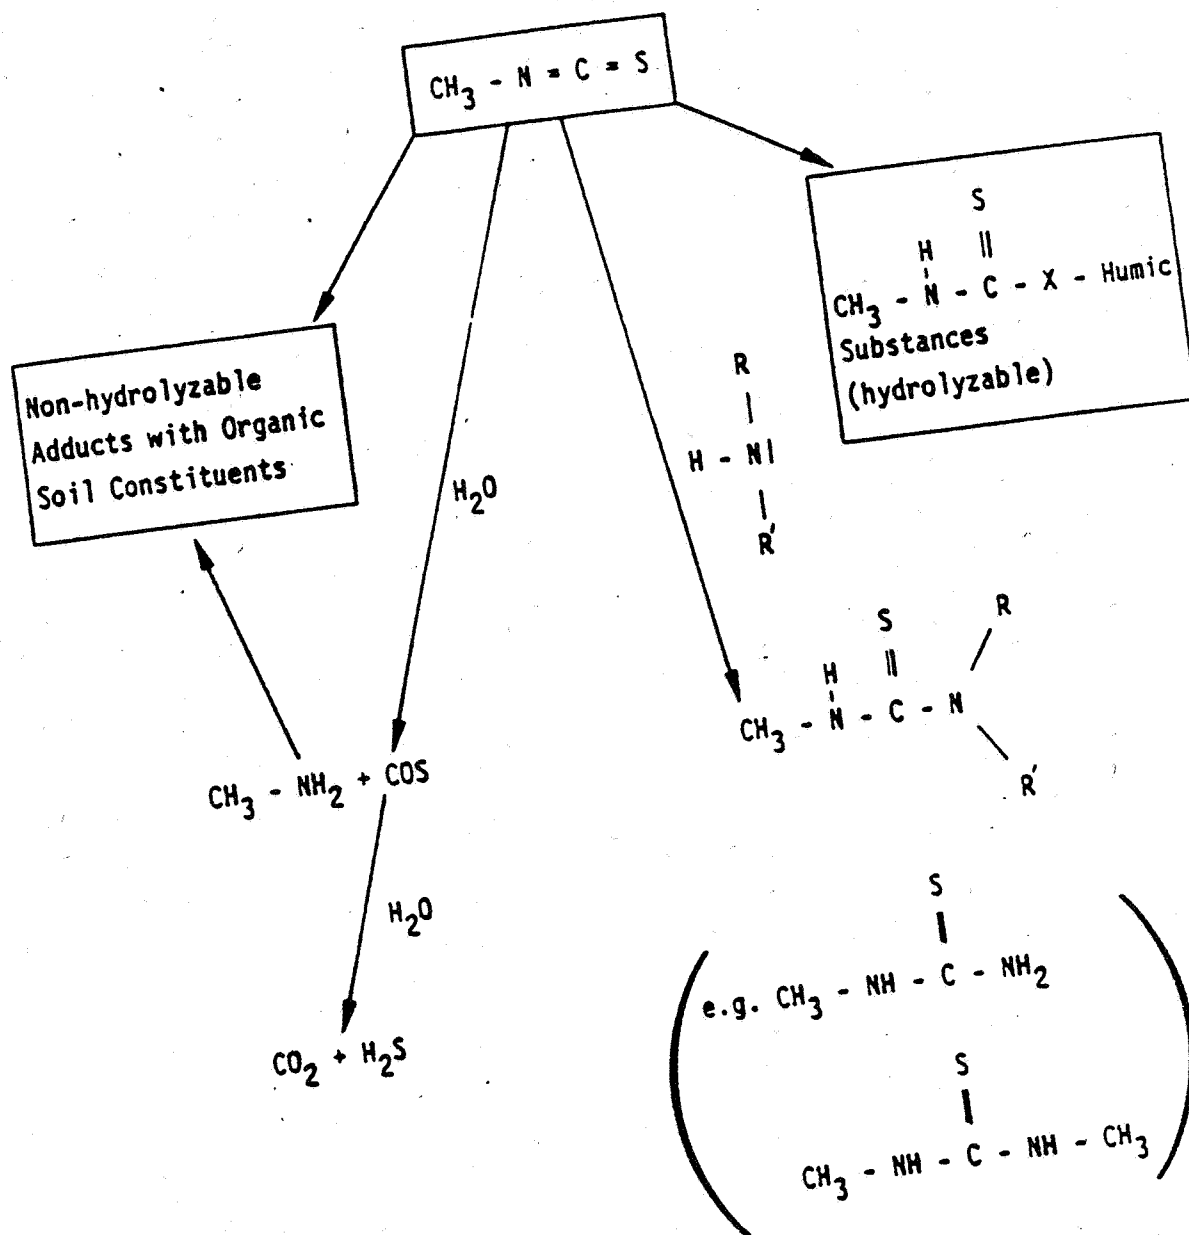 CH3 - N = C = S
S
H ||
CH3 - N - C - X - Humic
Substances
(hydrolyzable)
Non-hydrolyzable
Adducts with Organic
Soil Constituents
H2O
R
|
H - N|
|
R'
S
H || R
CH3 - N - C - N
R'
CH3 - NH2 + COS
H2O
CO2 + H2S
S
e.g. CH3 - NH - C - NH2
S
CH3 - NH - C - NH - CH3